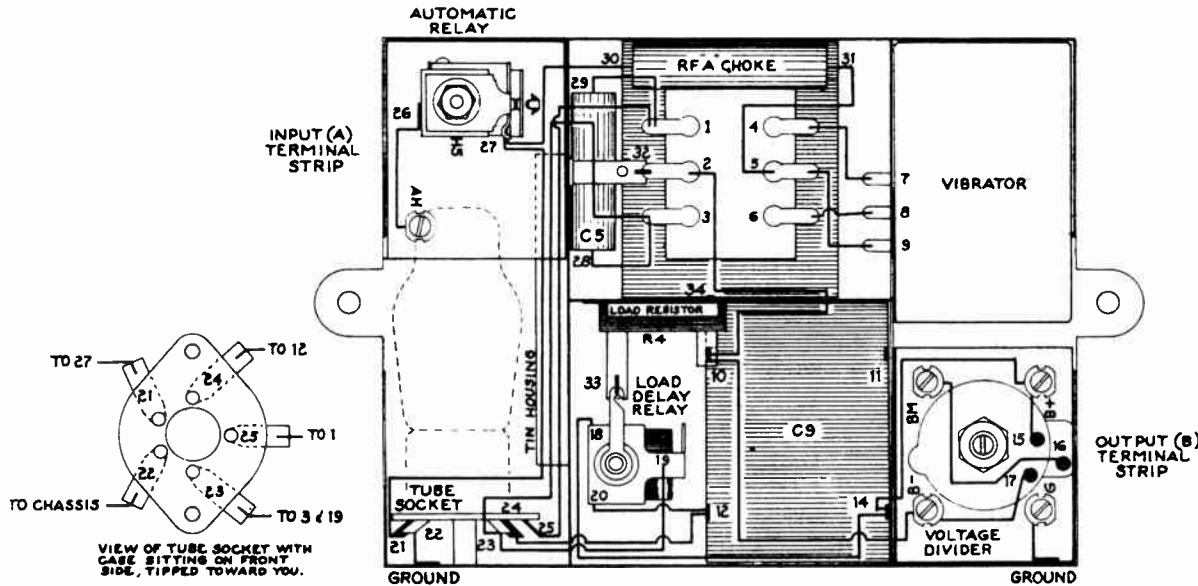 AUTOMATIC
RELAY
30
RFA CHOKE
31
29
26
1
4
INPUT (A)
TERMINAL
STRIP
H5
27
32
2
5
7
VIBRATOR
AH
3
6
8
C5
9
28
34
LOAD RESISTOR
R4
TO 27
TO 12
24
21
TIN HOUSING
10
11
33
LOAD
DELAY
RELAY
BM
B+
25
TO 1
18
C9
15
16
OUTPUT (B)
TERMINAL
STRIP
22
19
17
23
20
TUBE
SOCKET
24
12
14
B-
G
TO CHASSIS
TO 3 & 19
21
22
23
25
VOLTAGE
DIVIDER
VIEW OF TUBE SOCKET WITH
CASE SITTING ON FRONT
SIDE, TIPPED TOWARD YOU.
GROUND
GROUND